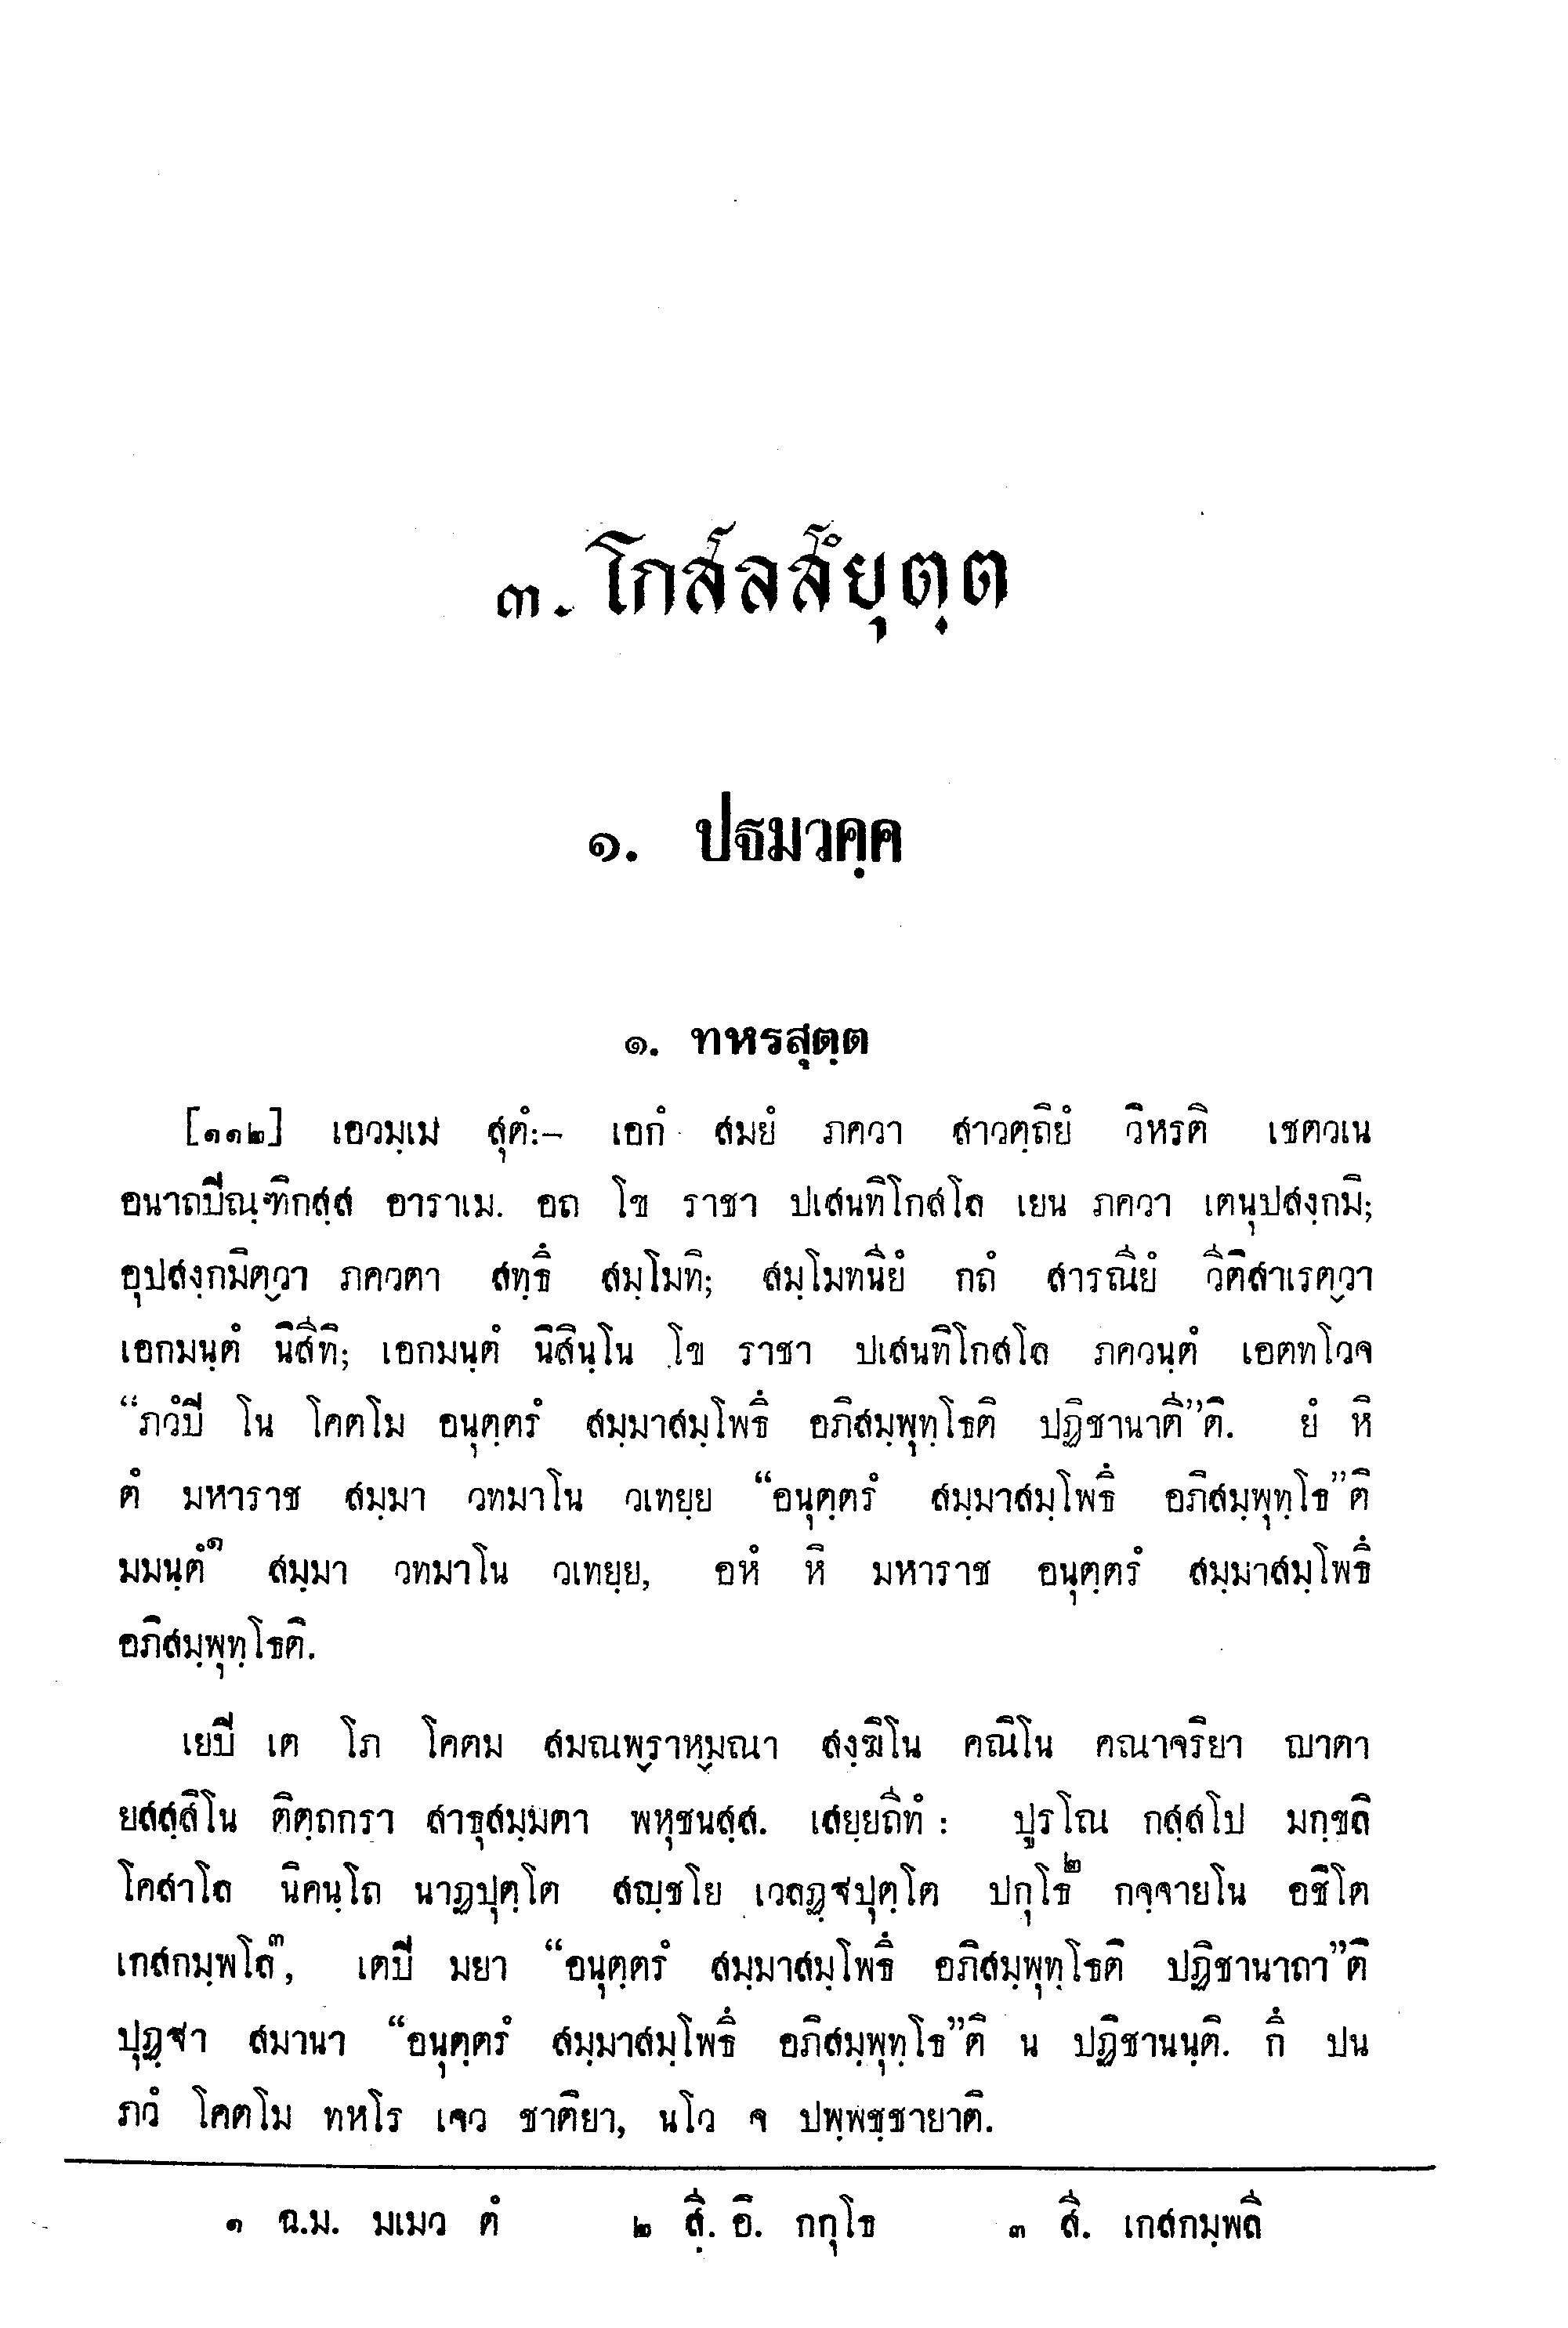 ๓. โกสลสํยุตฺต
๑. ปฐมวคฺค
๑. ทหรสุตฺต
[๑๑๒] เอวมฺเม สุตํ:– เอกํ สมยํ ภควา สาวตฺถิยํ วิหรติ เชตวเน
อนาถปิณฺฑิกสฺส อาราเม. อถ โข ราชา ปเสนทิโกสโล เยน ภควา เตนุปสงฺกมิ;
อุปสงฺกมิตฺวา ภควตา สทฺธึ สมฺโมทิ; สมฺโมทนียํ กถํ สารณียํ วีติสาเรตฺวา
เอกมนฺตํ นิสีทิ; เอกมนฺตํ นิสินฺโน โข ราชา ปเสนทิโกสโล ภควนฺตํ เอตทโวจ
“ภวํปิ โน โคตโม อนุตฺตรํ สมฺมาสมฺโพธึ อภิสมฺพุทฺโธติ ปฏิชานาตี”ติ. ยํ หิ
ตํ มหาราช สมฺมา วทมาโน วเทยฺย “อนุตฺตรํ สมฺมาสมฺโพธึ อภิสมฺพุทฺโธ”ติ
มมนฺตํ๑ สมฺมา วทมาโน วเทยฺย, อหํ หิ มหาราช อนุตฺตรํ สมฺมาสมฺโพธึ
อภิสมฺพุทฺโธติ.
เยปิ เต โภ โคตม สมณพฺราหฺมณา สงฺฆิโน คณิโน คณาจริยา ญาตา
ยสสฺสิโน ติตฺถกรา สาธุสมฺมตา พหุชนสฺส. เสยฺยถีทํ : ปูรโณ กสฺสโป มกฺขลิ
โคสาโล นิคนฺโถ นาฏปุตฺโต สญฺชโย เวลฏฺฐปุตฺโต ปกุโธ๒ กจฺจายโน อชิโต
เกสกมฺพโล๓, เตปิ มยา “อนุตฺตรํ สมฺมาสมฺโพธึ อภิสมฺพุทฺโธติ ปฏิชานาถา”ติ
ปุฏฺฐา สมานา “อนุตฺตรํ สมฺมาสมฺโพธึ อภิสมฺพุทฺโธ”ติ น ปฏิชานนฺติ. กึ ปน
ภวํ โคตโม ทหโร เจว ชาติยา, นโว จ ปพฺพชฺชายาติ.
๑ ฉ.ม. มเมว ตํ ๒ สี. อิ. กกุโธ ๓ สี. เกสกมฺพลี